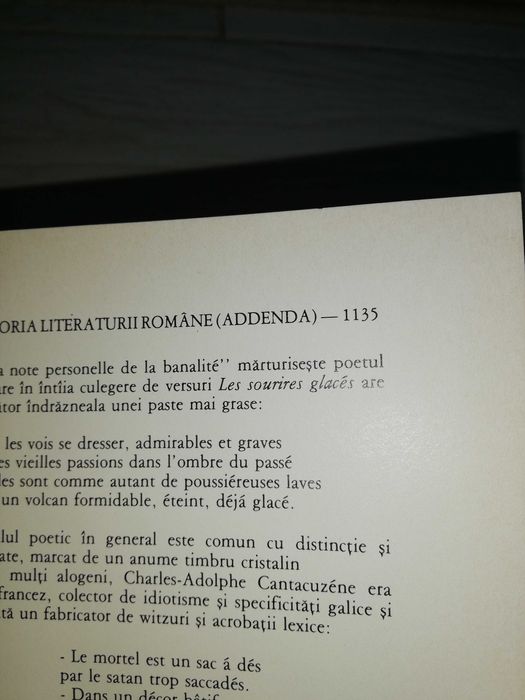 ORIA LITERATURII ROMÂNE (ADDENDA) — 1135
a note personelle de la banalité" mărturisește poetul
are în întîia culegere de versuri Les sourires glacés are
itor îndrăzneala unei paste mai grase:
les vois se dresser, admirables et graves
es vieilles passions dans l'ombre du passé
les sont comme autant de poussiéreuses laves
un volcan formidable, éteint, déjá glacé.
lul poetic în general este comun cu distincție și
ate, marcat de un anume timbru cristalin
mulți alogeni, Charles-Adolphe Cantacuzéne era
francez, colector de idiotisme și specificități galice și
tă un fabricator de witzuri și acrobații lexice:
- Le mortel est un sac á dés
par le satan trop saccadés.
- Dans un décor hâtif